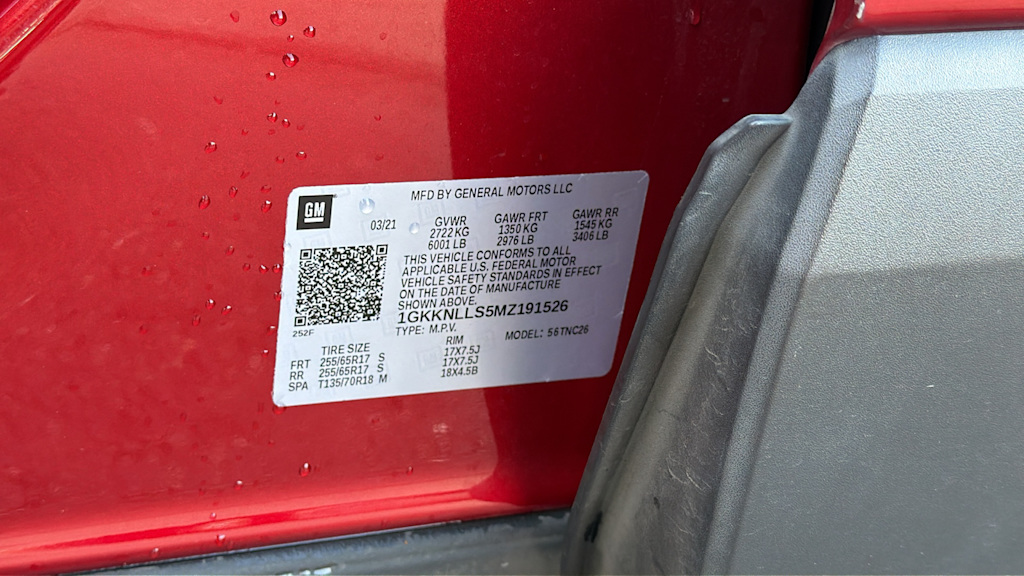 MFD BY GENERAL MOTORS LLC
GM
03/21
GVWR GAWR FRT GAWR RR
2722 KG 1350 KG 1545 KG
6001 LB 2976 LB 3406 LB
THIS VEHICLE CONFORMS TO ALL
APPLICABLE U.S. FEDERAL MOTOR
VEHICLE SAFETY STANDARDS IN EFFECT
ON THE DATE OF MANUFACTURE
SHOWN ABOVE.
1GKKNLLS5MZ191526
252F
TYPE: M.P.V. MODEL: 56TNC26
TIRE SIZE RIM
FRT 255/65R17 S 17X7.5J
RR 255/65R17 S 17X7.5J
SPA T135/70R18 M 18X4.5B